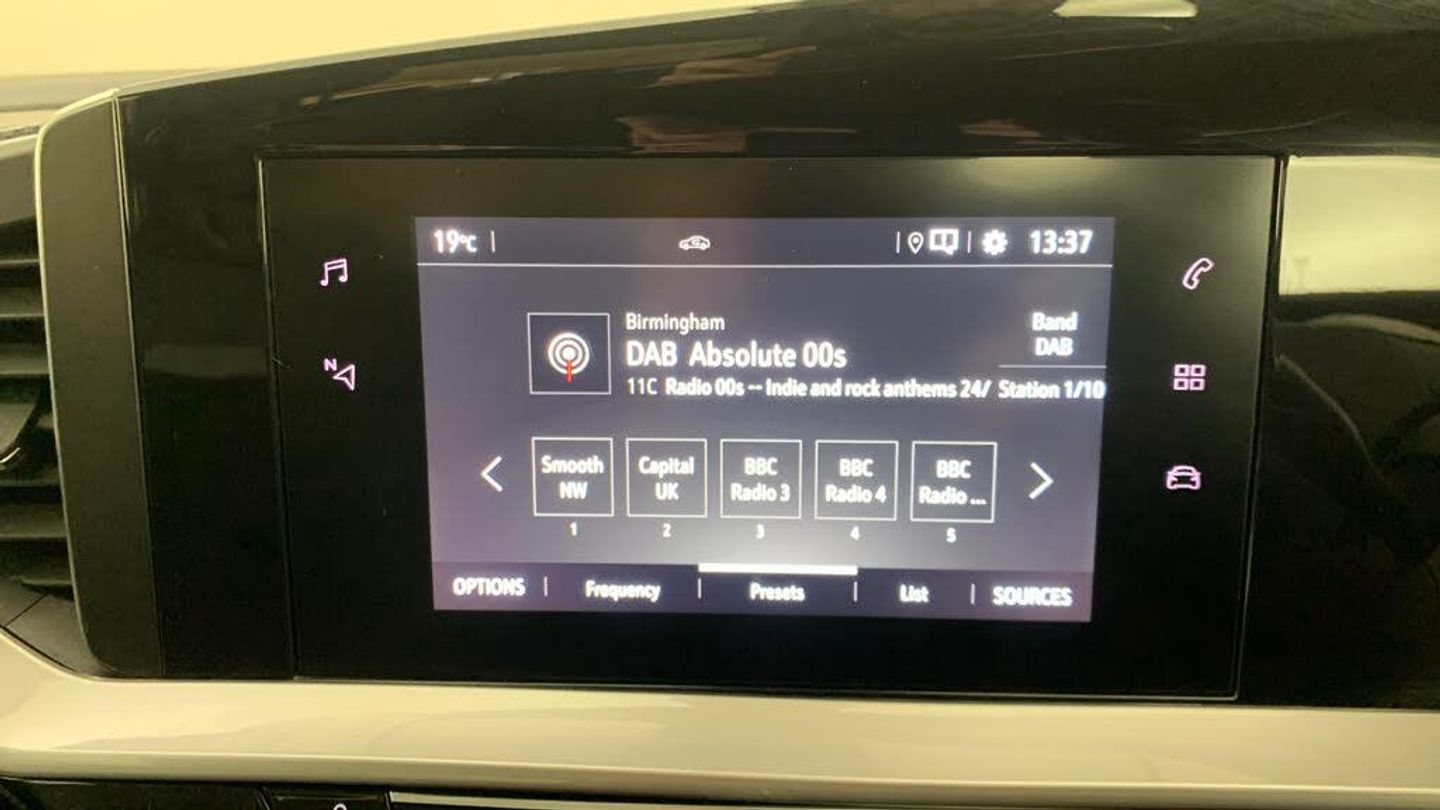 19°C
13:37
N
Birmingham
DAB Absolute 00s
11C Radio 00s -- Indie and rock anthems 24/ Station 1/10
Band
DAB
Smooth
NW
Capital
UK
BBC
Radio 3
BBC
Radio 4
BBC
Radio ...
1 2 3 4 5
OPTIONS Frequency Presets List SOURCES